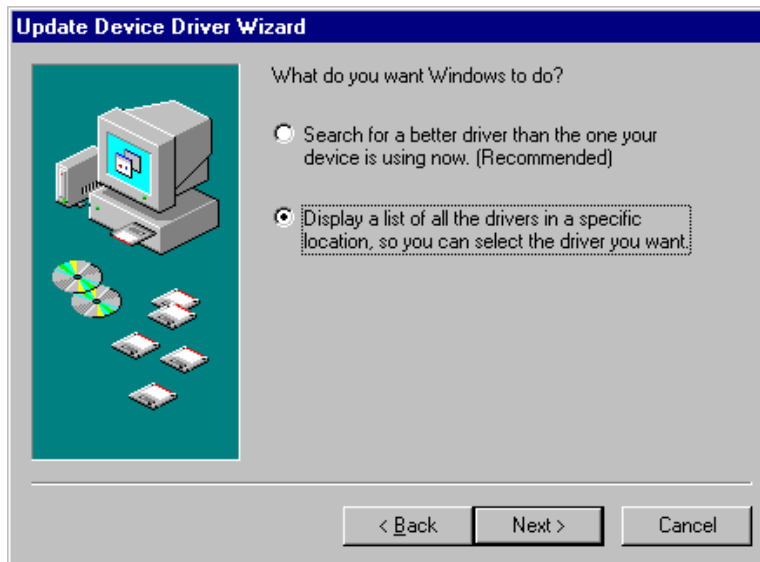 Update Device Driver Wizard
What do you want Windows to do?
Search for a better driver than the one your
device is using now. (Recommended)
Display a list of all the drivers in a specific
location, so you can select the driver you want.
< Back
Next >
Cancel